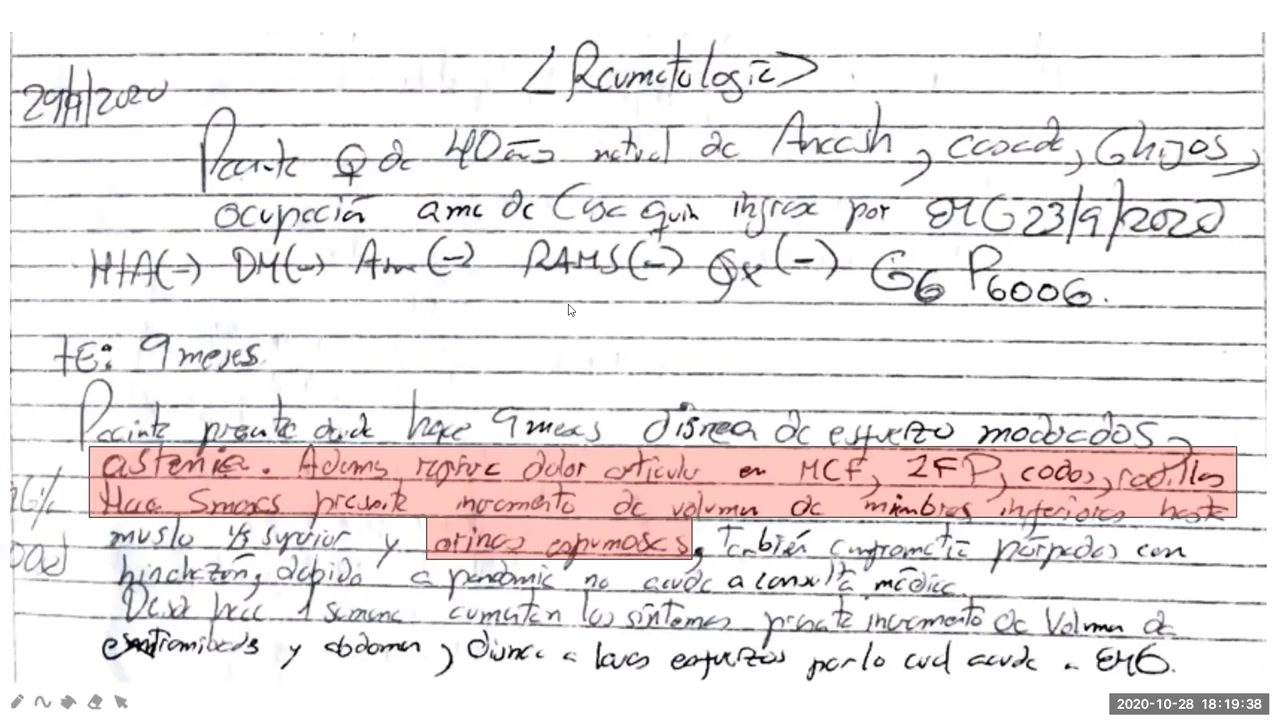 <Reumatología>
29/9/2020
Paciente ♀ de 40 años natural de Ancash, casada, 6 hijos,
ocupación ama de Casa quien ingresa por EMG 23/9/2020
HTA(-) DM(-) Asma(-) RAMS(-) Qx(-) G6 P6006.
TE: 9 meses
Paciente presenta desde hace 9 meses disnea de esfuerzo moderados,
astenia. Además refiere dolor articular en MCF, IFP, codos, rodillas
Hace 5 meses presenta incremento de volumen de miembros inferiores hasta
muslo 1/3 superior y orinas espumosas, También compromete párpados con
hinchazón, debido a pandemia no acude a consulta médica.
Desde hace 1 semana aumentan los síntomas presenta incremento de Volumen de
extremidades y abdomen, disnea a leves esfuerzos por lo cual acude a EMG.
2020-10-28 18:19:38